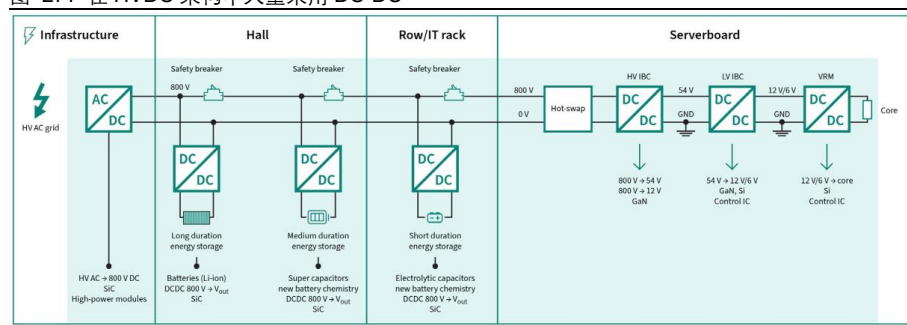 Infrastructure
Hall
Row/IT rack
Serverboard
HV AC grid
AC
DC
HV AC → 800 V DC
SiC
High-power modules
Safety breaker
800 V
DC
DC
Long duration
energy storage
Batteries (Li-ion)
DCDC 800 V → Vout
SiC
Safety breaker
DC
DC
Medium duration
energy storage
Super capacitors
new battery chemistry
DCDC 800 V → Vout
SiC
Safety breaker
DC
DC
Short duration
energy storage
Electrolytic capacitors
new battery chemistry
DCDC 800 V → Vout
SiC
800 V
0 V
Hot-swap
HV IBC
DC
DC
800 V → 54 V
800 V → 12 V
GaN
54 V
GND
LV IBC
DC
DC
54 V → 12 V/6 V
GaN, Si
Control IC
12 V/6 V
GND
VRM
DC
DC
12 V/6 V → core
Si
Control IC
Core